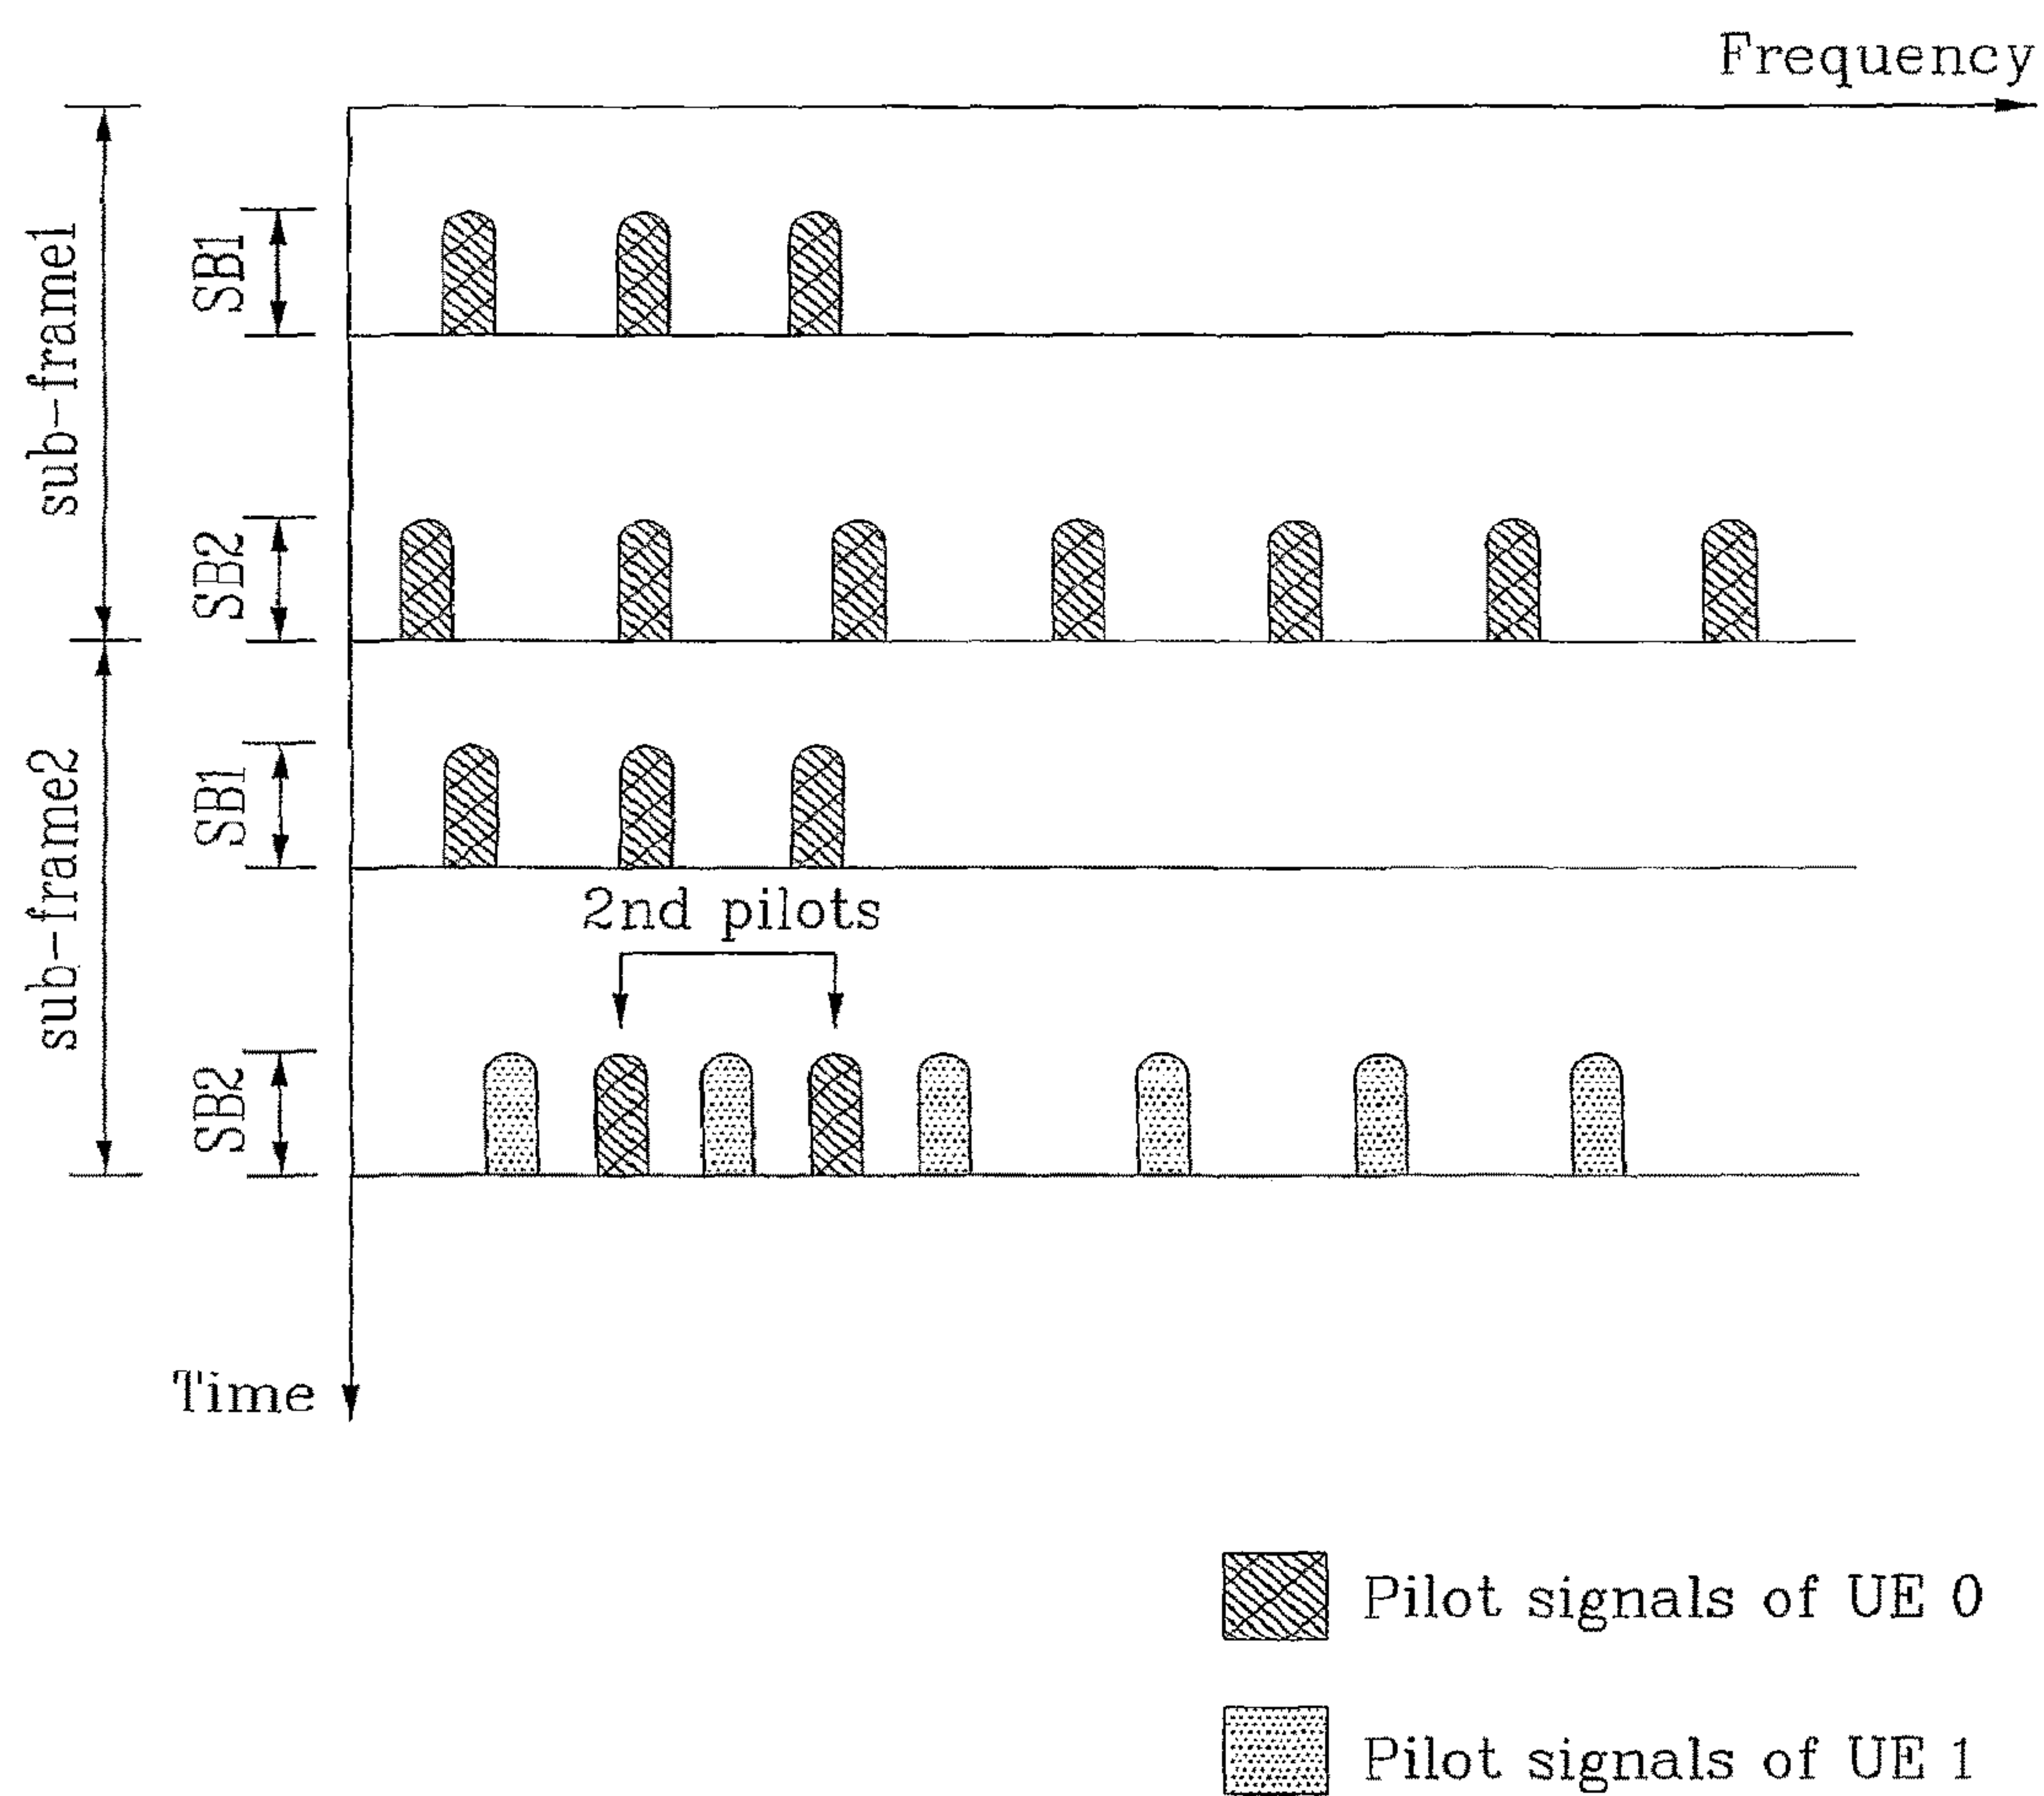 Frequency
sub-frame1
SB1
SB2
sub-frame2
SB1
2nd pilots
SB2
Time
Pilot signals of UE 0
Pilot signals of UE 1